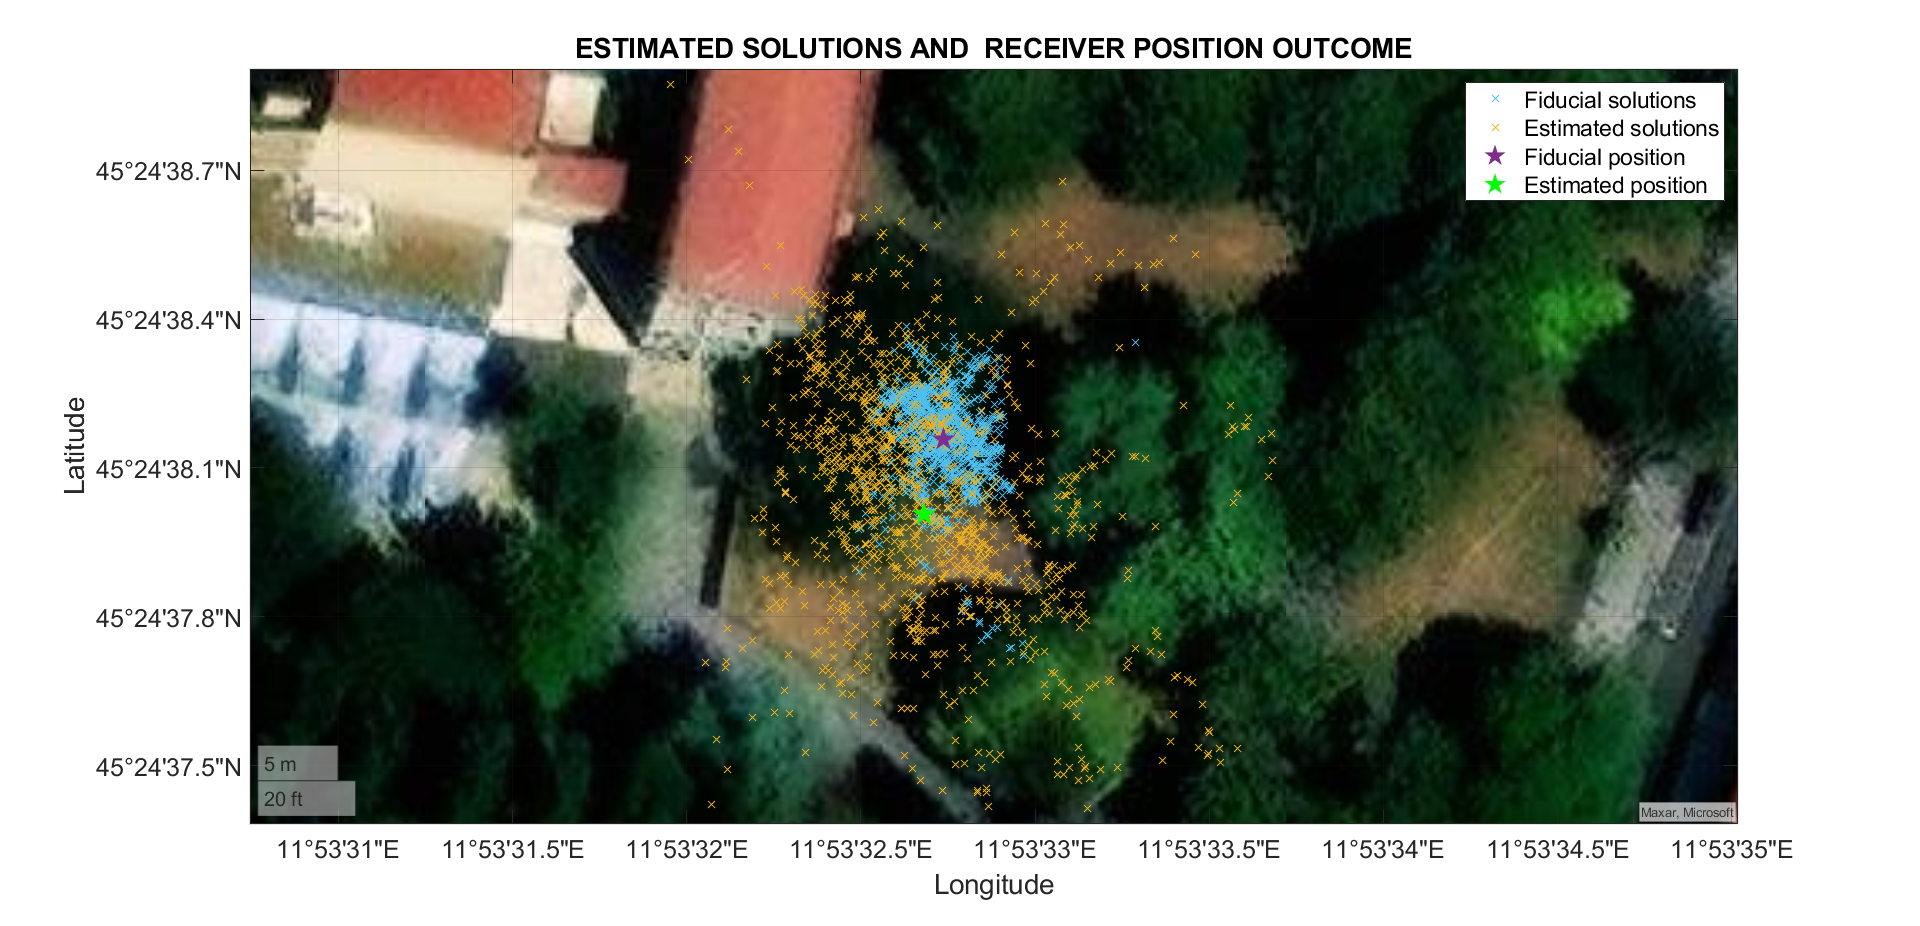 ESTIMATED SOLUTIONS AND  RECEIVER POSITION OUTCOME
Fiducial solutions
Estimated solutions
Fiducial position
Estimated position
45°24'38.7"N
45°24'38.4"N
45°24'38.1"N
45°24'37.8"N
45°24'37.5"N
Latitude
5 m
20 ft
Maxar, Microsoft
11°53'31"E 11°53'31.5"E 11°53'32"E 11°53'32.5"E 11°53'33"E 11°53'33.5"E 11°53'34"E 11°53'34.5"E 11°53'35"E
Longitude